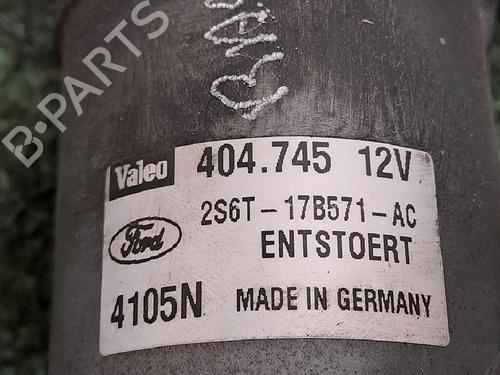 B-PARTS
Valeo 404.745 12V
Ford 2S6T-17B571-AC
ENTSTOERT
4105N MADE IN GERMANY